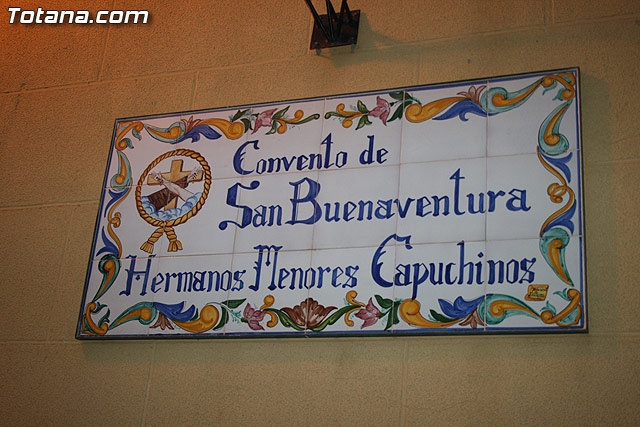 Totana.com
Convento de
San Buenaventura
Hermanos Menores Capuchinos